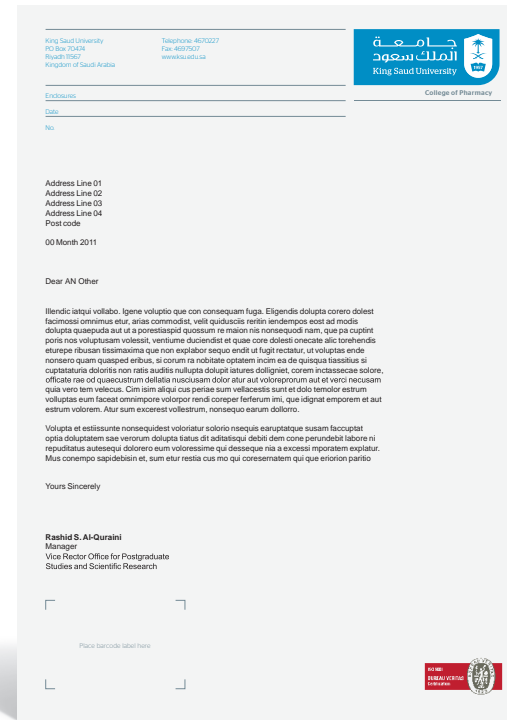 King Saud University
PO Box 70474
Riyadh 11567
Kingdom of Saudi Arabia
Telephone: 4670227
Fax: 4697507
www.ksu.edu.sa
جامعة
الملك سعود
King Saud University
1957
College of Pharmacy
Enclosures
Date
No
Address Line 01
Address Line 02
Address Line 03
Address Line 04
Post code
00 Month 2011
Dear AN Other
Illendic iatqui vollabo. Igene voluptio que con consequam fuga. Eligendis dolupta corero dolest
facimossi omnimus etur, arias commodist, velit quidusciis reritin iendempos eost ad modis
dolupta quaepuda aut ut a porestiaspid quossum re maion nis nonsequodi nam, que pa cuptint
poris nos voluptusam volessit, ventiume duciendist et quae core dolesti onecate alic torehendis
eturepe ribusan tissimaxima que non explabor sequo endit ut fugit rectatur, ut voluptas ende
nonsero quam quasped eribus, si corum ra nobitate optatem incim ea de quisqua tiassitius si
cuptaturia doloritis non ratis auditis nullupta dolupit iatures dolligniet, corem inctassecae solore,
officate rae od quaecustrum dellatia nusciusam dolor atur aut voloreprorum aut et verci necusam
quia vero tem velecus. Cim isim aliqui cus periae sum vellacestis sunt et dolo temolor estrum
volluptas eum faceat omnimpore volorpor rendi coreper ferferum imi, que idignat emporem et aut
estrum volorem. Atur sum excerest vollestrum, nonsequo earum dollorro.
Volupta et estiissunte nonsequidest voloriatur solorio nsequis earuptatque susam faccuptat
optia doluptatem sae verorum dolupta tiatus dit aditatisqui debiti dem cone perundebit labore ni
repuditatus autesequi dolorero eum voloressime qui desseque nia a excessi mporatem explatur.
Mus conempo sapidebisin et, sum etur restia cus mo qui coresernatem qui que eriorion paritio
Yours Sincerely
Rashid S. Al-Quraini
Manager
Vice Rector Office for Postgraduate
Studies and Scientific Research
Place barcode label here
ISO 9001
BUREAU VERITAS
Certification